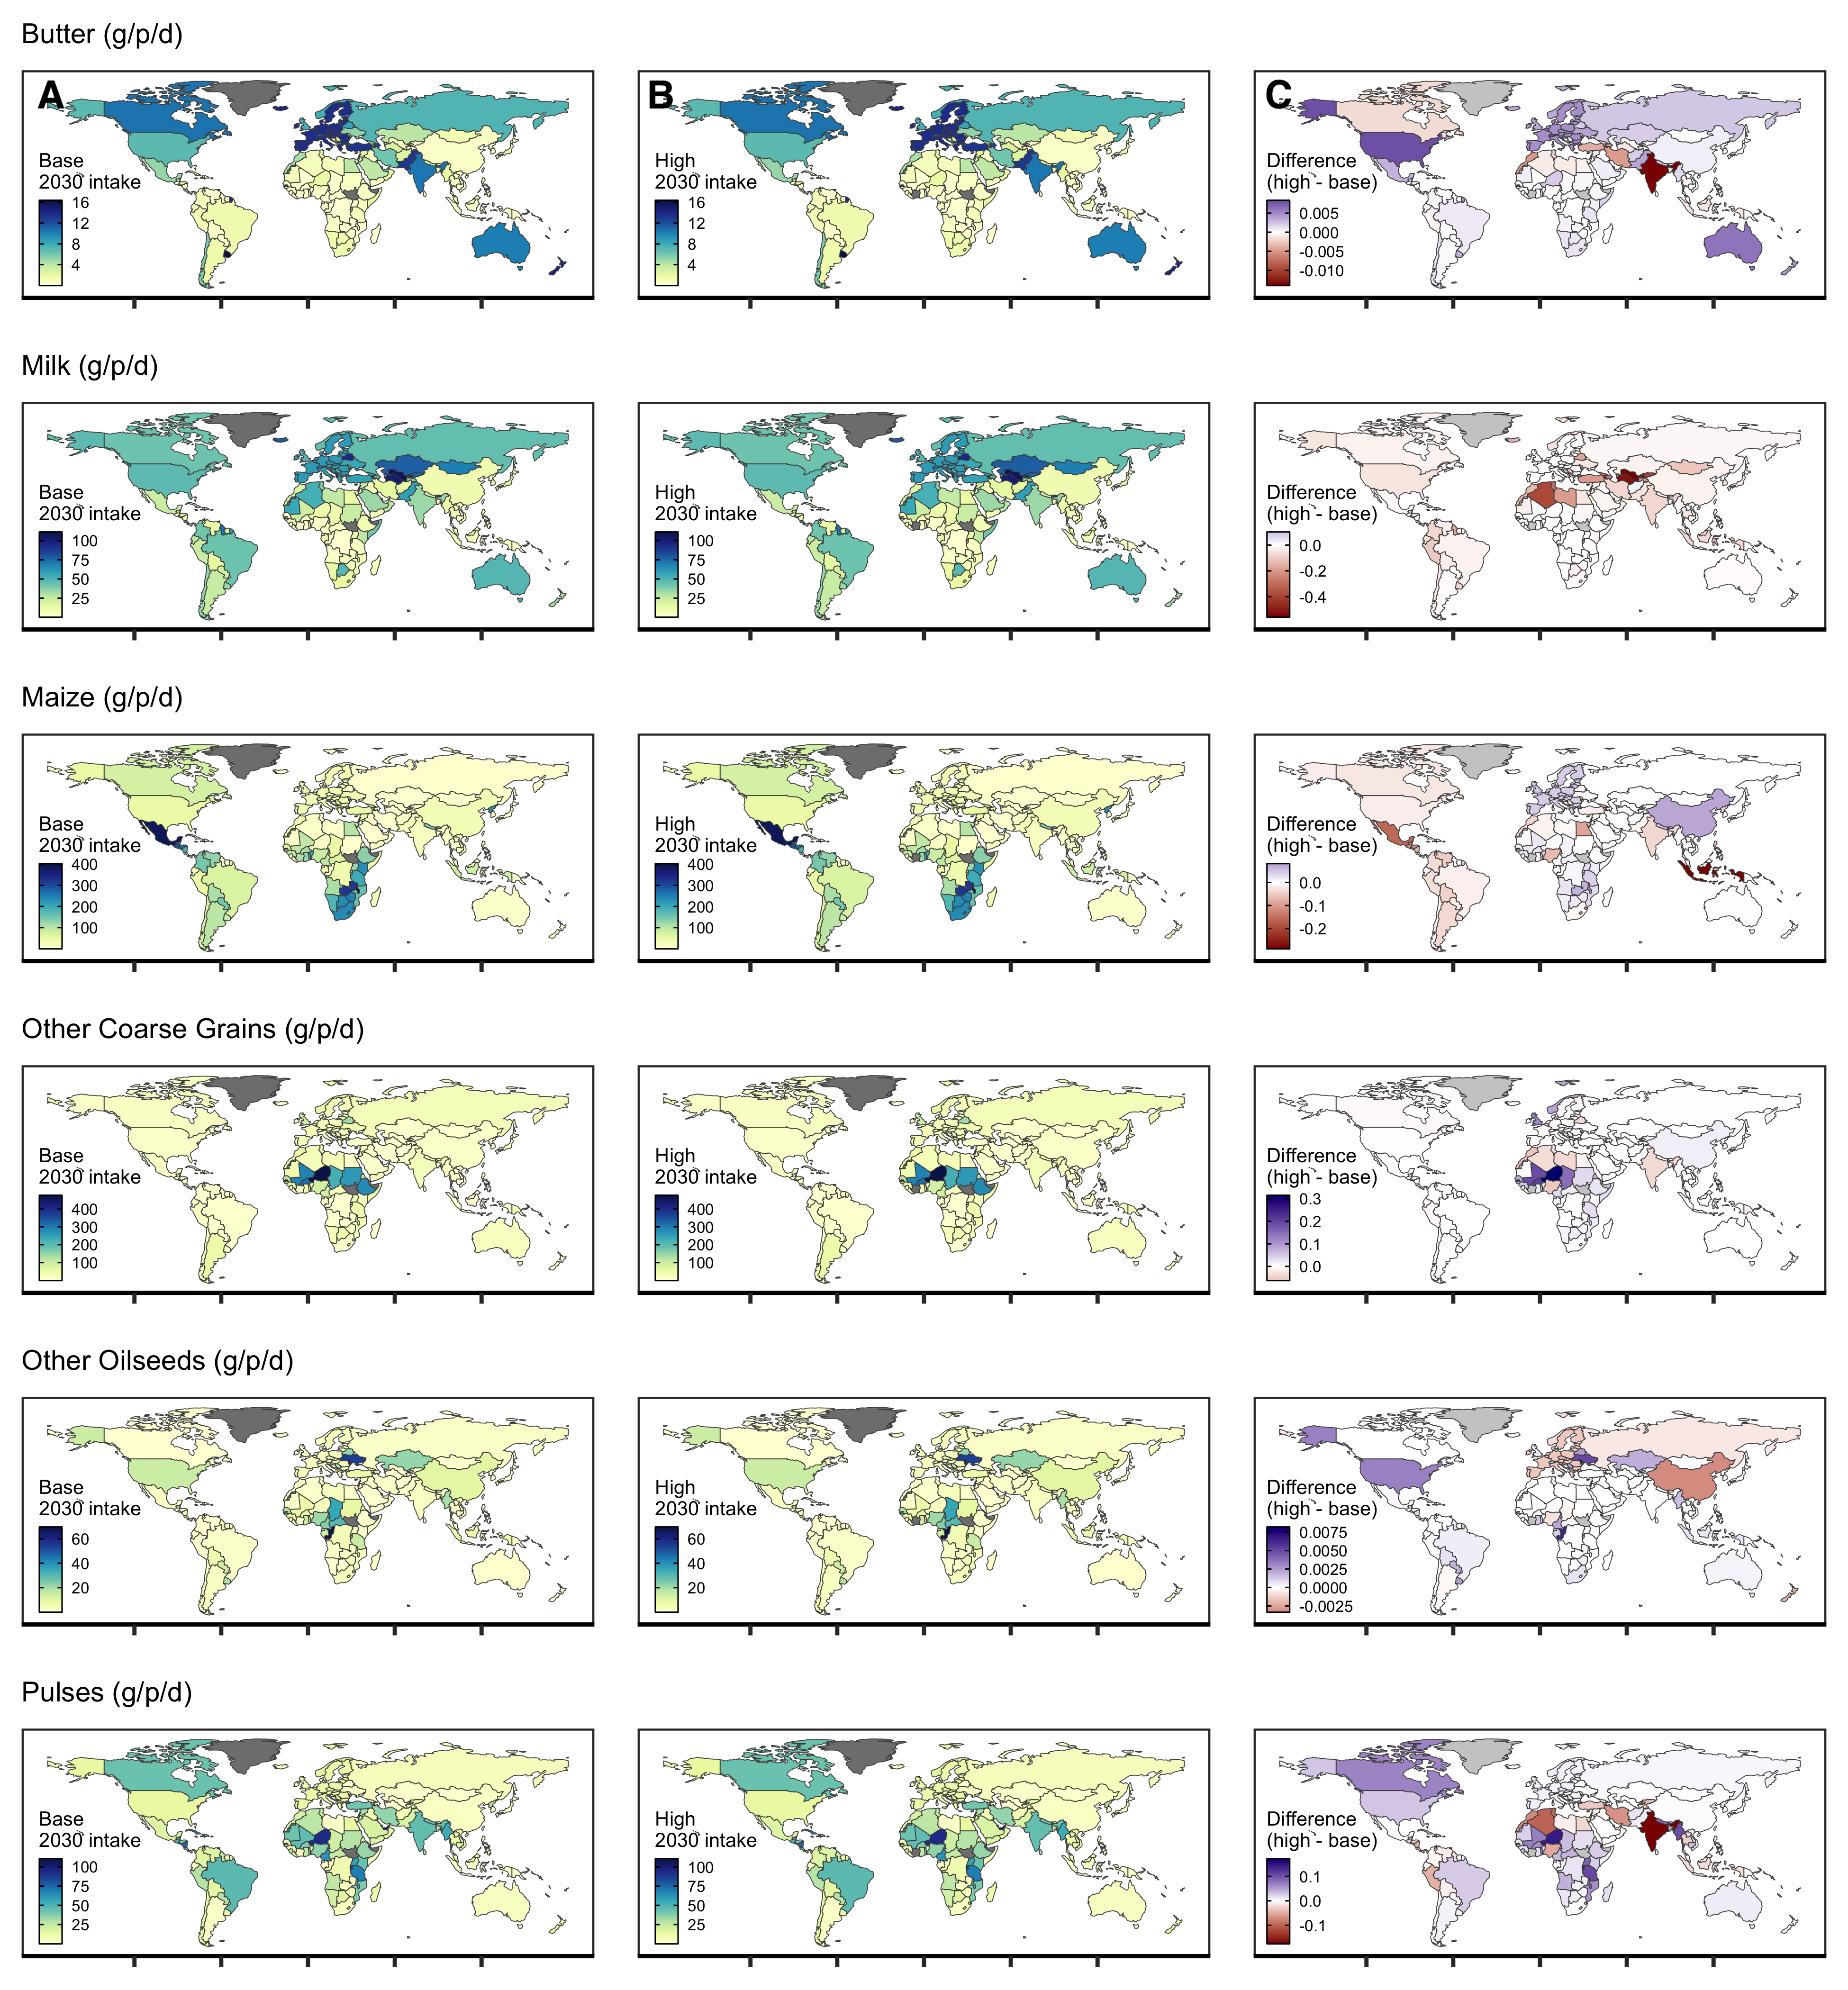 Butter (g/p/d)
A
Base
2030 intake
16
12
8
4
B
High
2030 intake
16
12
8
4
C
Difference
(high - base)
0.005
0.000
-0.005
-0.010
Milk (g/p/d)
Base
2030 intake
100
75
50
25
High
2030 intake
100
75
50
25
Difference
(high - base)
0.0
-0.2
-0.4
Maize (g/p/d)
Base
2030 intake
400
300
200
100
High
2030 intake
400
300
200
100
Difference
(high - base)
0.0
-0.1
-0.2
Other Coarse Grains (g/p/d)
Base
2030 intake
400
300
200
100
High
2030 intake
400
300
200
100
Difference
(high - base)
0.3
0.2
0.1
0.0
Other Oilseeds (g/p/d)
Base
2030 intake
60
40
20
High
2030 intake
60
40
20
Difference
(high - base)
0.0075
0.0050
0.0025
0.0000
-0.0025
Pulses (g/p/d)
Base
2030 intake
100
75
50
25
High
2030 intake
100
75
50
25
Difference
(high - base)
0.1
0.0
-0.1